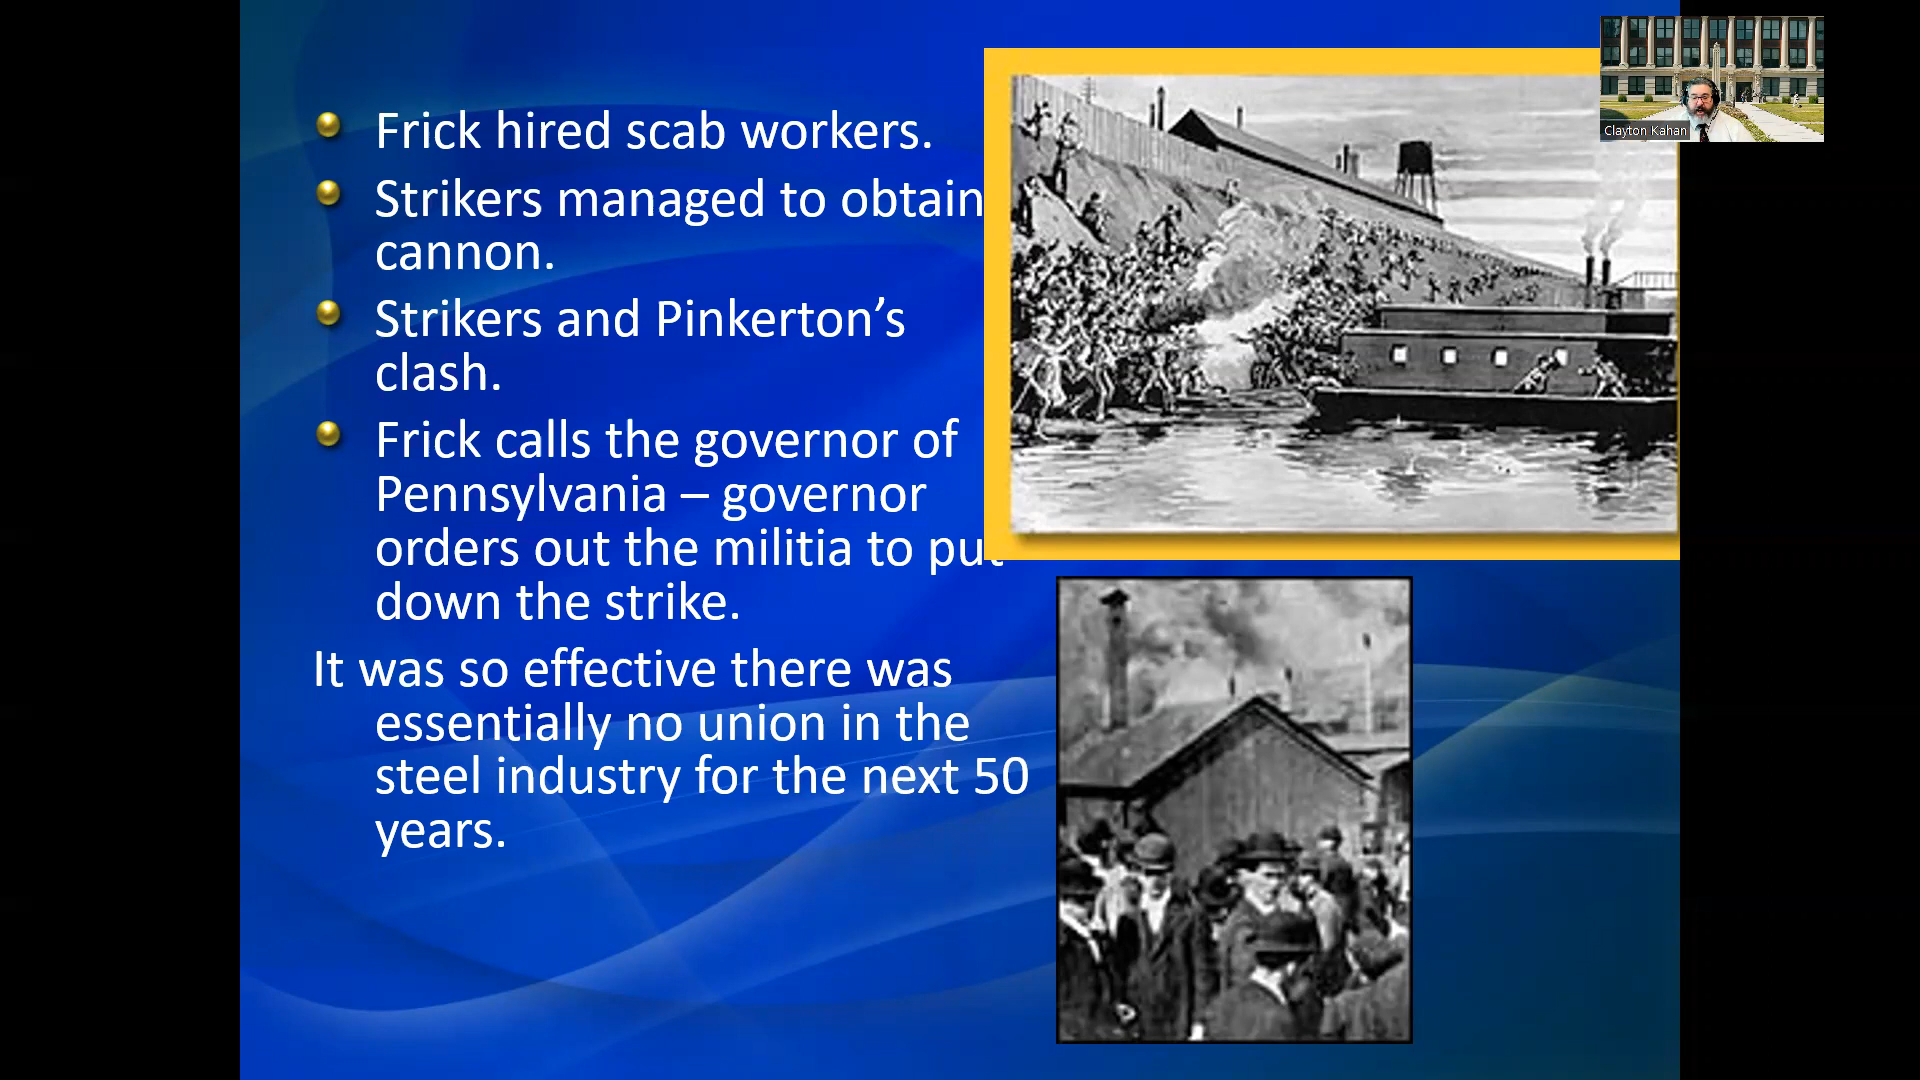 Frick hired scab workers.
Strikers managed to obtain
cannon.
Strikers and Pinkerton’s
clash.
Frick calls the governor of
Pennsylvania – governor
orders out the militia to put
down the strike.
It was so effective there was
essentially no union in the
steel industry for the next 50
years.
Clayton Kahan